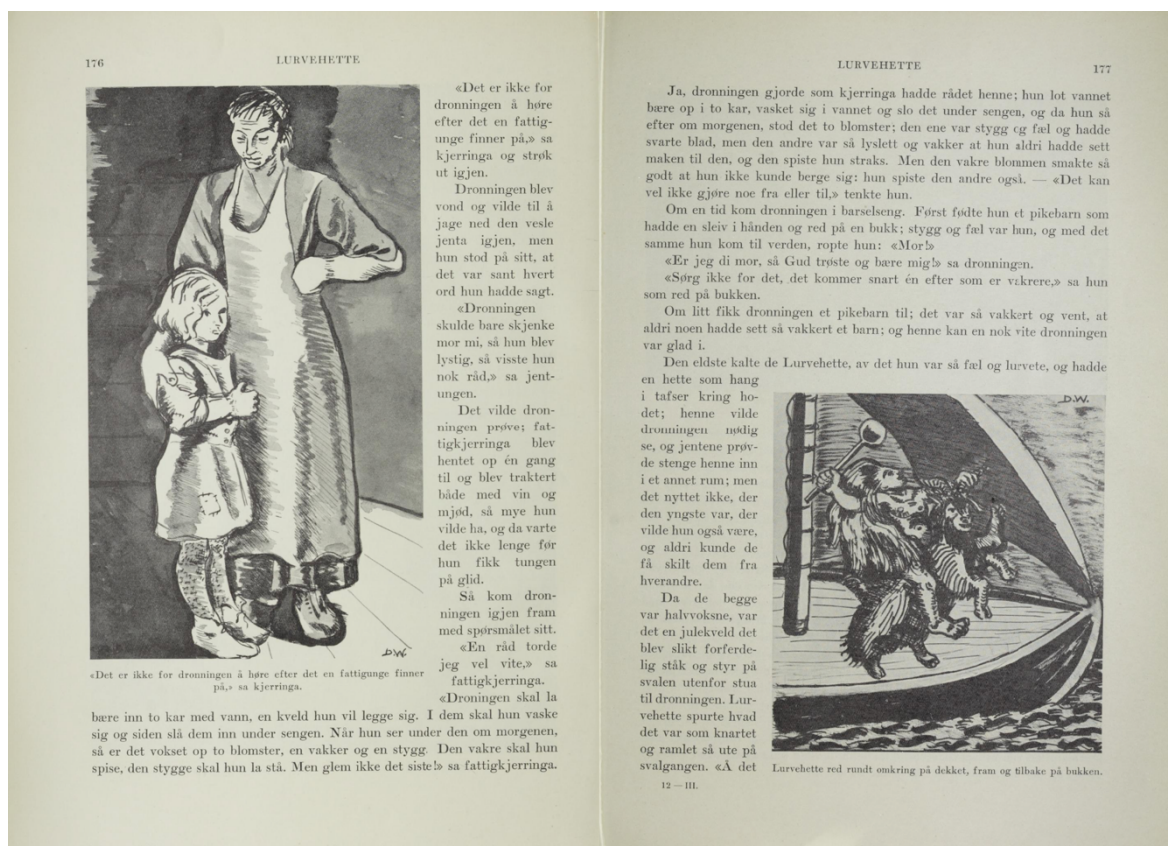 176
LURVEHETTE
«Det er ikke for
dronningen å høre
efter det en fattig-
unge finner på,» sa
kjerringa og strøk
ut igjen.
Dronningen blev
vond og vilde til å
jage ned den vesle
jenta igjen, men
hun stod på sitt, at
det var sant hvert
ord hun hadde sagt.
«Dronningen
skulde bare skjenke
mor mi, så hun blev
lystig, så visste hun
nok råd,» sa jent-
ungen.
Det vilde dron-
ningen prøve; fat-
tigkjerringa blev
hentet op én gang
til og blev traktert
både med vin og
mjød, så mye hun
vilde ha, og da varte
det ikke lenge før
hun fikk tungen
på glid.
Så kom dron-
ningen igjen fram
med spørsmålet sitt.
«En råd torde
jeg vel vite,» sa
fattigkjerringa.
«Droningen skal la
bære inn to kar med vann, en kveld hun vil legge sig. I dem skal hun vaske
sig og siden slå dem inn under sengen. Når hun ser under den om morgenen,
så er det vokset op to blomster, en vakker og en stygg. Den vakre skal hun
spise, den stygge skal hun la stå. Men glem ikke det siste!» sa fattigkjerringa.
D.W.
«Det er ikke for dronningen å høre efter det en fattigunge finner
på,» sa kjerringa.
LURVEHETTE
177
Ja, dronningen gjorde som kjerringa hadde rådet henne; hun lot vannet
bære op i to kar, vasket sig i vannet og slo det under sengen, og da hun så
efter om morgenen, stod det to blomster; den ene var stygg og fæl og hadde
svarte blad, men den andre var så lyslett og vakker at hun aldri hadde sett
maken til den, og den spiste hun straks. Men den vakre blommen smakte så
godt at hun ikke kunde berge sig: hun spiste den andre også. — «Det kan
vel ikke gjøre noe fra eller til,» tenkte hun.
Om en tid kom dronningen i barselseng. Først fødte hun et pikebarn som
hadde en sleiv i hånden og red på en bukk; stygg og fæl var hun, og med det
samme hun kom til verden, ropte hun: «Mor!»
«Er jeg di mor, så Gud trøste og bære mig!» sa dronningen.
«Sørg ikke for det, det kommer snart én efter som er vakrere,» sa hun
som red på bukken.
Om litt fikk dronningen et pikebarn til; det var så vakkert og vent, at
aldri noen hadde sett så vakkert et barn; og henne kan en nok vite dronningen
var glad i.
Den eldste kalte de Lurvehette, av det hun var så fæl og lurvete, og hadde
en hette som hang
i tafser kring ho-
det; henne vilde
dronningen nødig
se, og jentene prøv-
de stenge henne inn
i et annet rum; men
det nyttet ikke, der
den yngste var, der
vilde hun også være,
og aldri kunde de
få skilt dem fra
hverandre.
Da de begge
var halvvoksne, var
det en julekveld det
blev slikt forferde-
lig ståk og styr på
svalen utenfor stua
til dronningen. Lur-
vehette spurte hvad
det var som knartet
og ramlet så ute på
svalgangen. «Å det
D.W.
Lurvehette red rundt omkring på dekket, fram og tilbake på bukken.
12 — III.